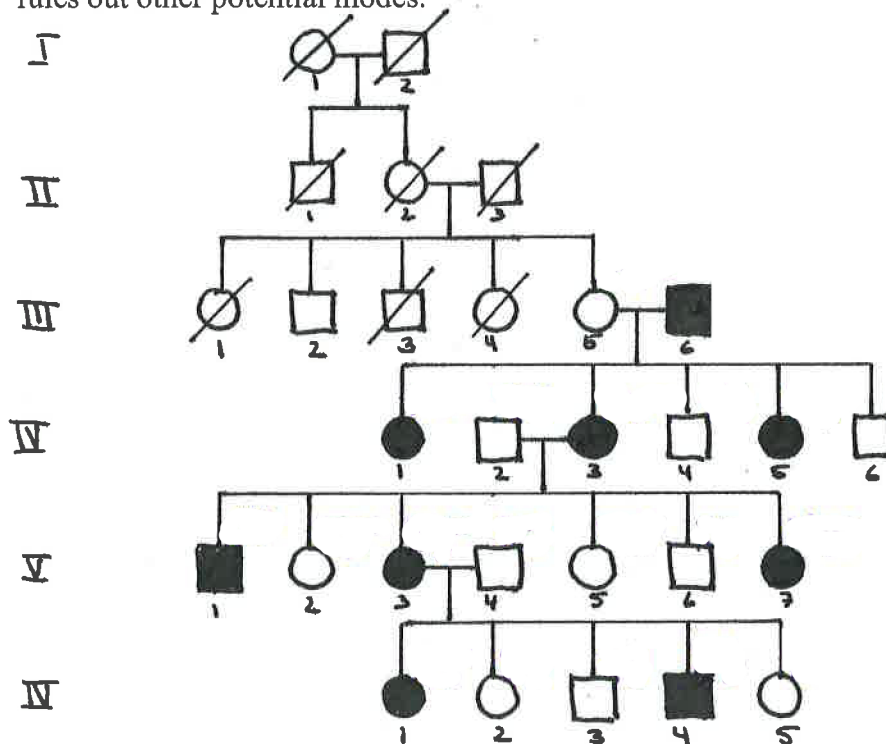 rules out other potential modes.
I
1 2
II
1 2 3
III
1 2 3 4 5 6
IV
1 2 3 4 5 6
V
1 2 3 4 5 6 7
IV
1 2 3 4 5